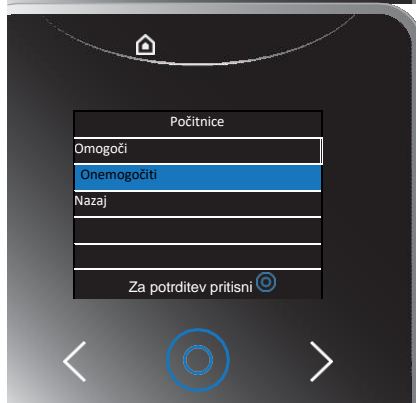 Počitnice
Omogoči
Onemogočiti
Nazaj
Za potrditev pritisni